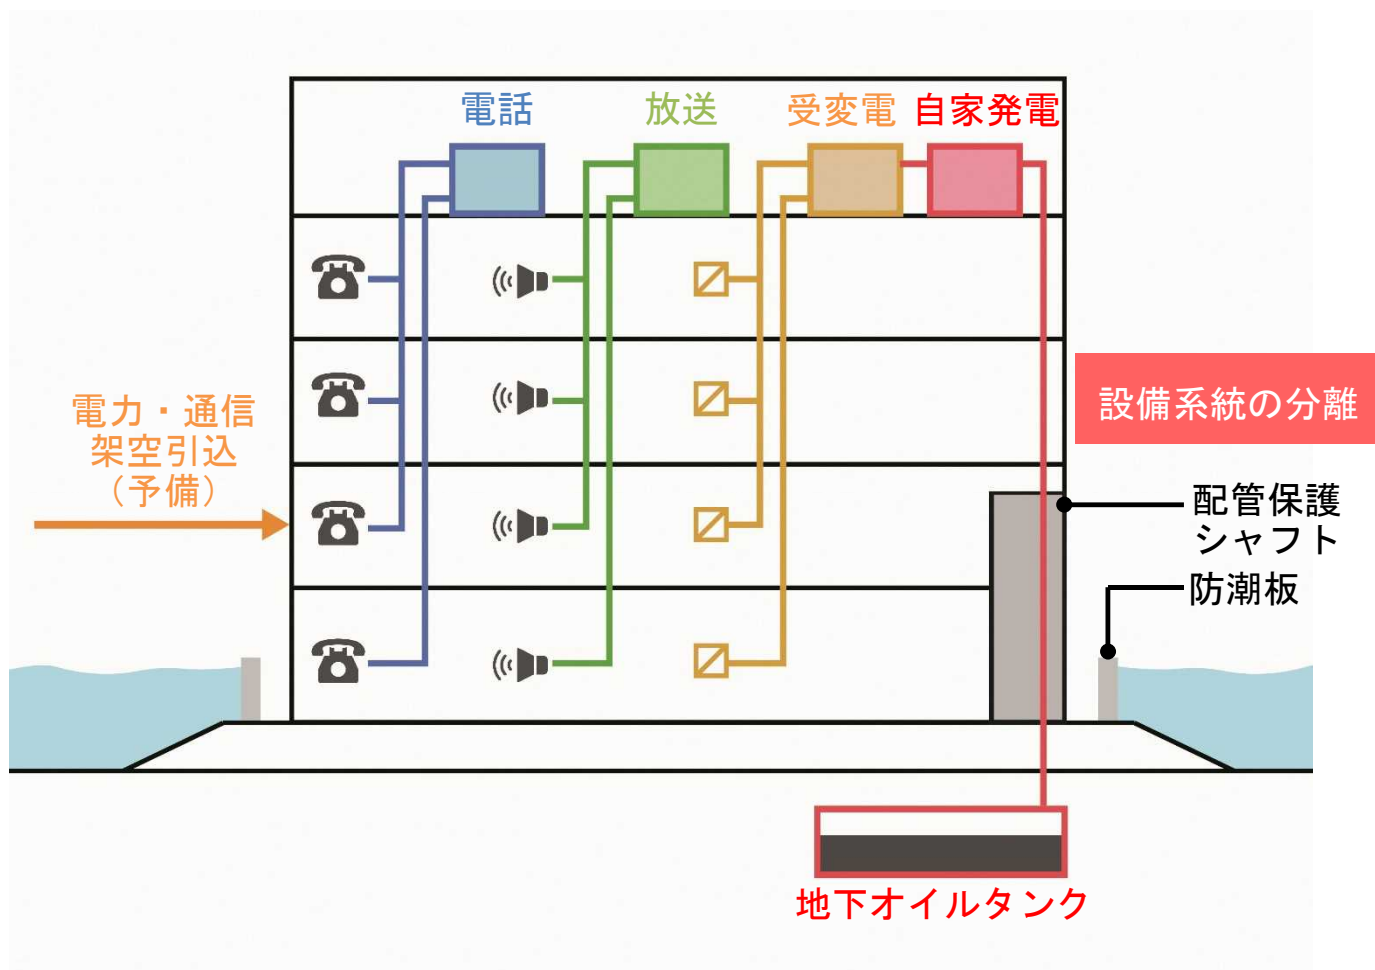 電話
放送
受変電
自家発電
電力・通信
架空引込
（予備）
設備系統の分離
配管保護
シャフト
防潮板
地下オイルタンク